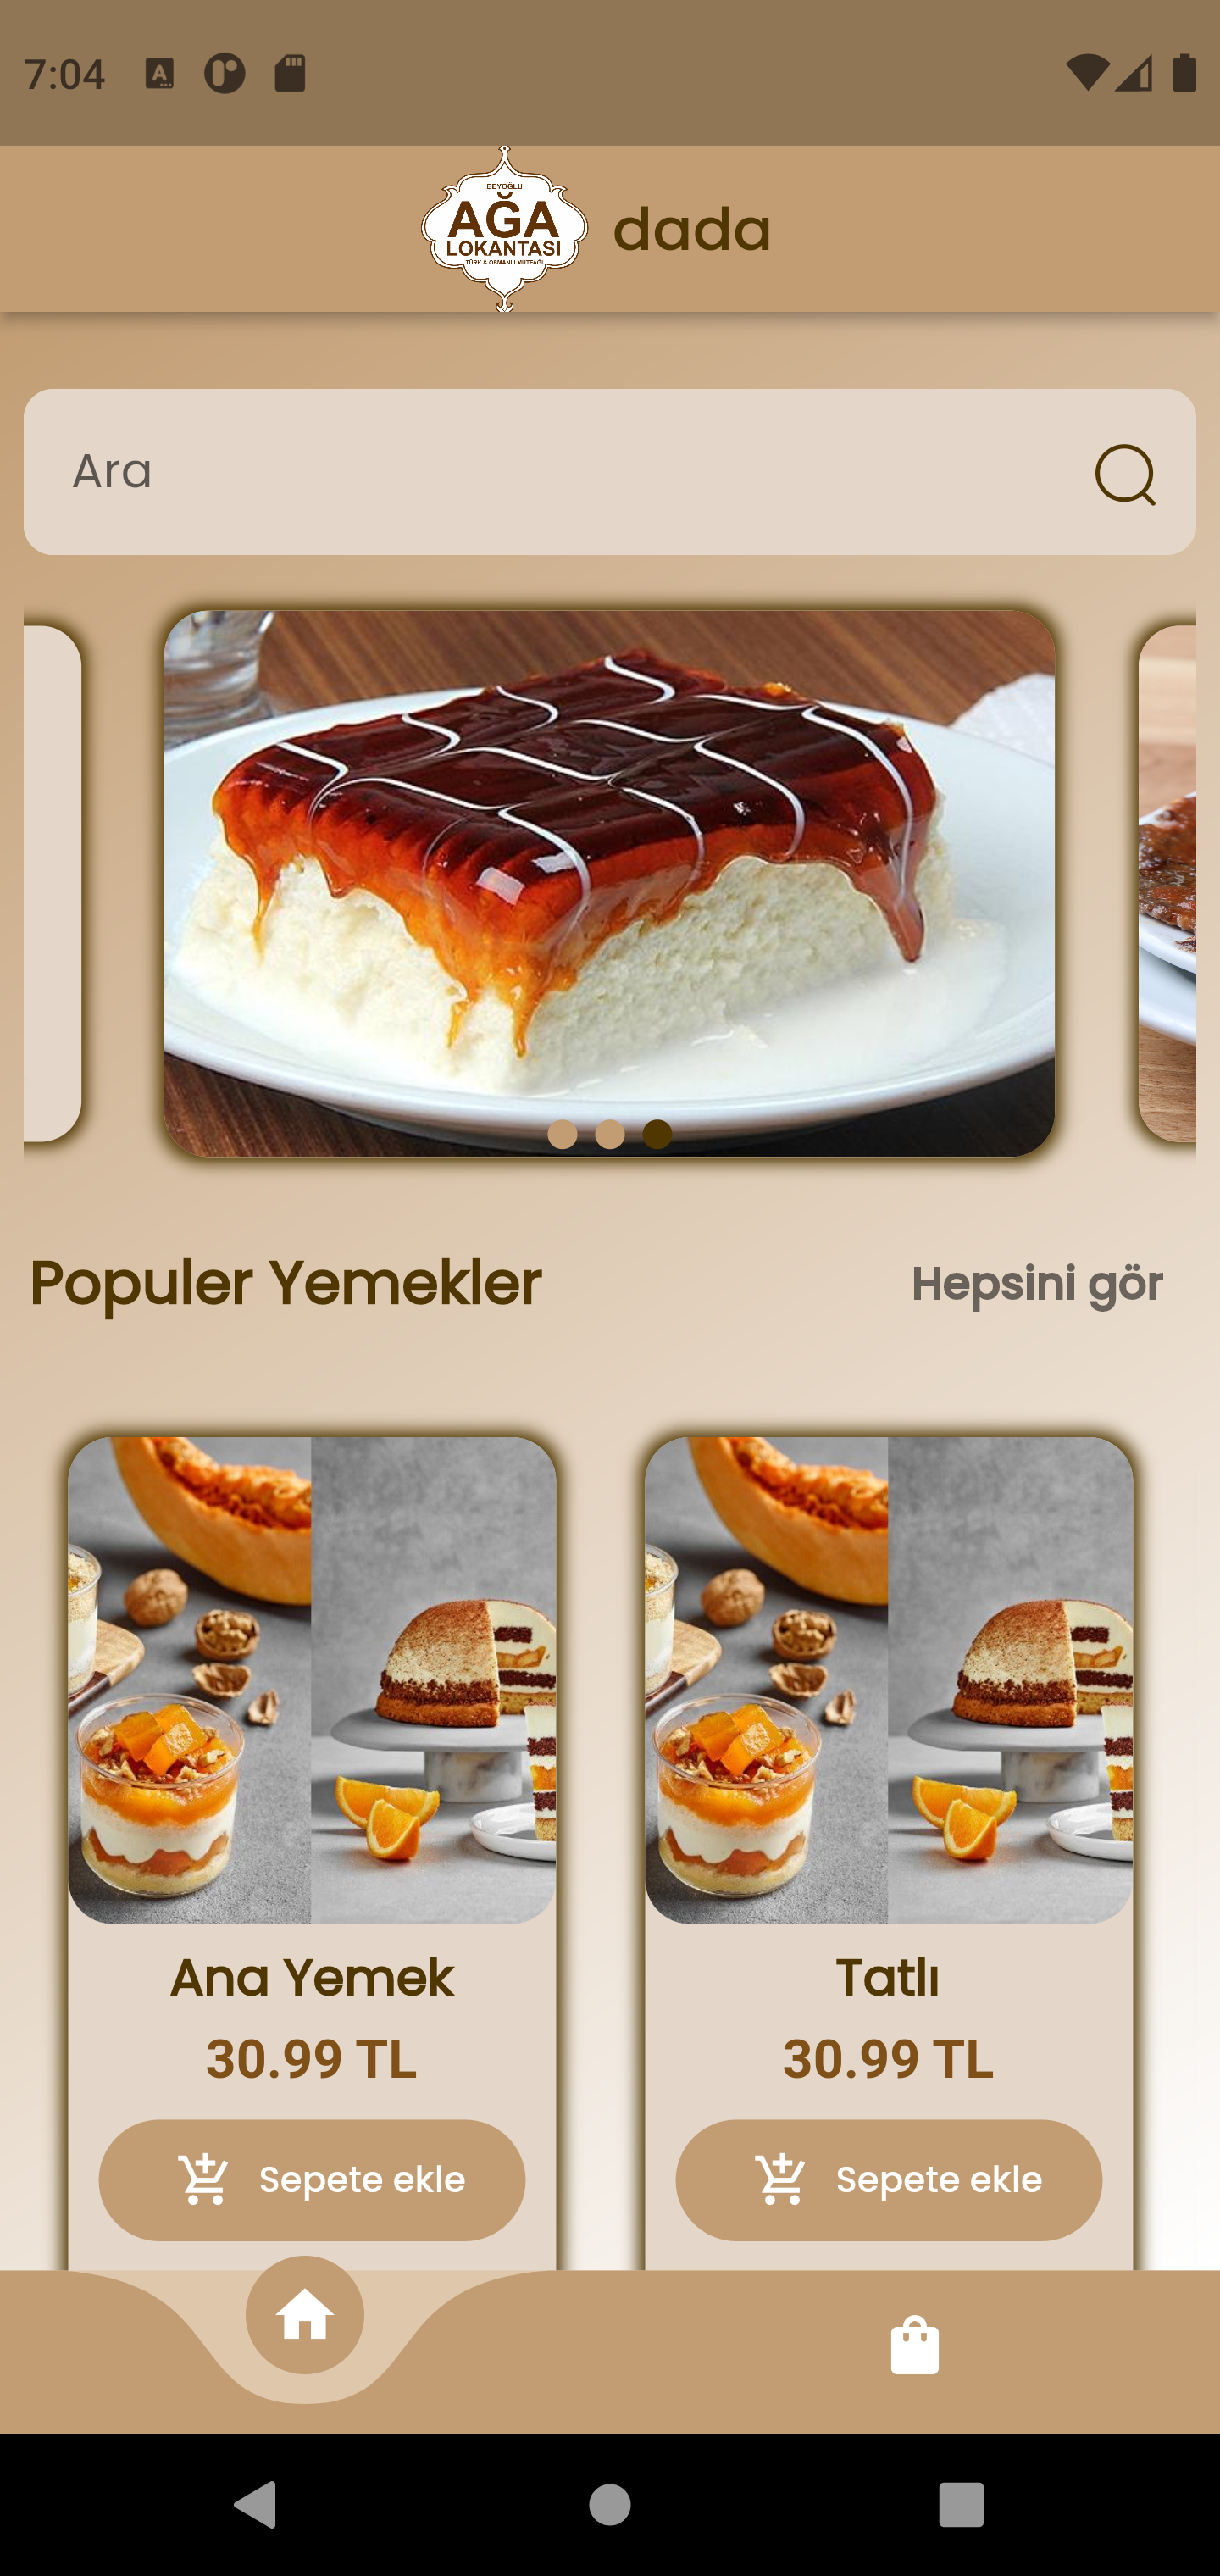 7:04
BEYOĞLU
AĞA
LOKANTASI
TÜRK & OSMANLI MUTFAĞI
dada
Ara
Populer Yemekler
Hepsini gör
Ana Yemek
Tatlı
30.99 TL
30.99 TL
Sepete ekle
Sepete ekle